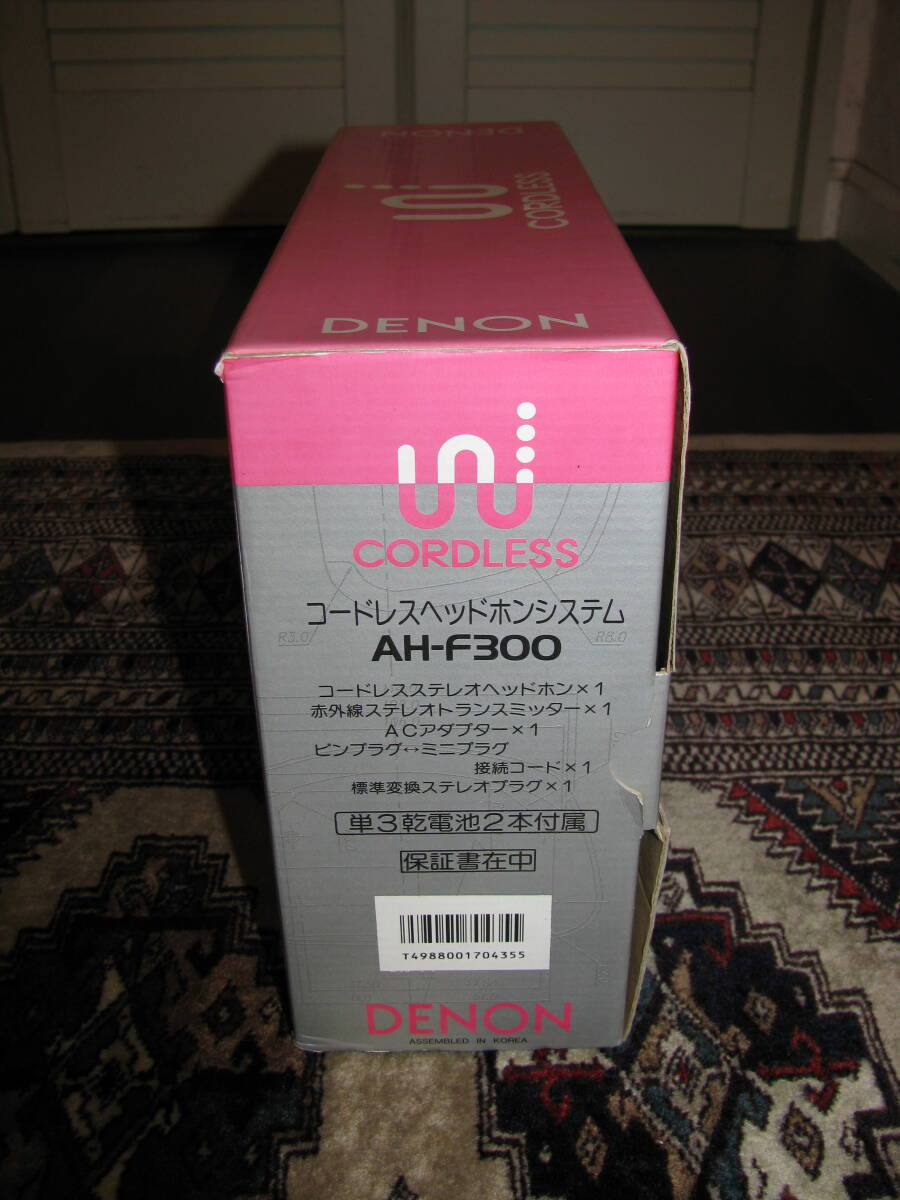 DENON
CORDLESS
DENON
CORDLESS
コードレスヘッドホンシステム
R3.0
R8.0
AH-F300
コードレスステレオヘッドホン×1
赤外線ステレオトランスミッター×1
ACアダプター×1
ピンプラグ↔ミニプラグ
接続コード×1
標準変換ステレオプラグ×1
単3乾電池2本付属
保証書在中
T4988001704355
DENON
ASSEMBLED IN KOREA